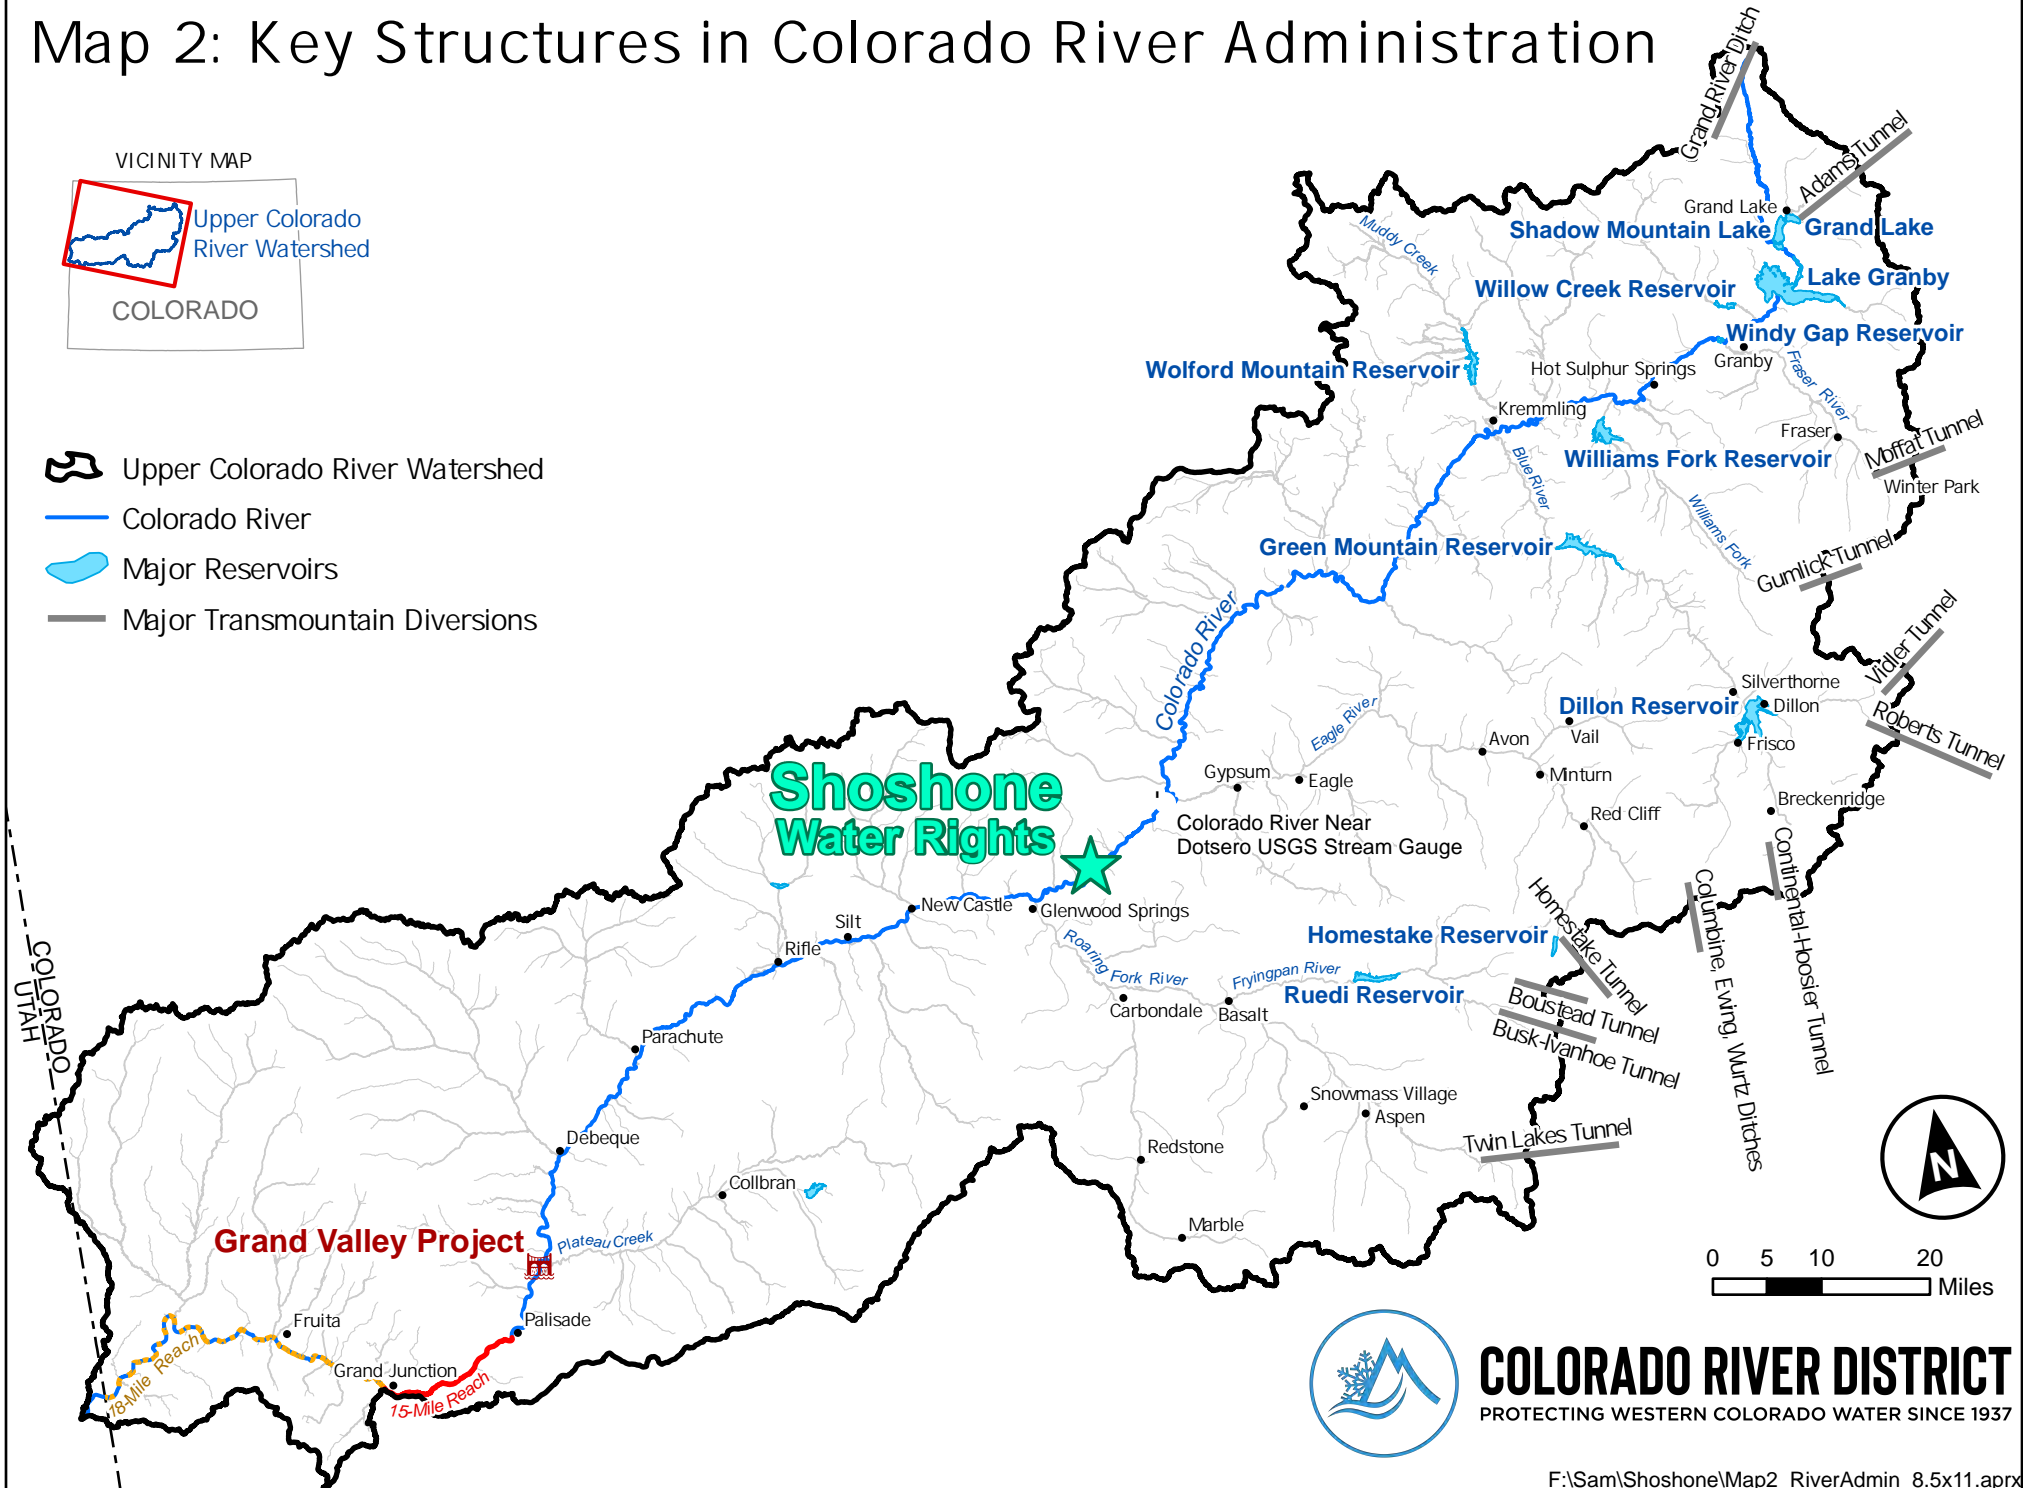 Map 2: Key Structures in Colorado River Administration
VICINITY MAP
Upper Colorado
River Watershed
COLORADO
Upper Colorado River Watershed
Colorado River
Major Reservoirs
Major Transmountain Diversions
Grand River Ditch
Adams Tunnel
Grand Lake
Shadow Mountain Lake
Grand Lake
Muddy Creek
Willow Creek Reservoir
Lake Granby
Windy Gap Reservoir
Wolford Mountain Reservoir
Hot Sulphur Springs
Granby
Fraser River
Kremmling
Fraser
Moffat Tunnel
Williams Fork Reservoir
Winter Park
Blue River
Williams Fork
Green Mountain Reservoir
Gumlick Tunnel
Colorado River
Vidler Tunnel
Silverthorne
Dillon Reservoir
Dillon
Roberts Tunnel
Eagle River
Avon
Vail
Frisco
Shoshone
Water Rights
Gypsum
Eagle
Minturn
Breckenridge
Red Cliff
Colorado River Near
Dotsero USGS Stream Gauge
Continental-Hoosier Tunnel
Columbine, Ewing, Wurtz Ditches
Homestake Tunnel
New Castle
Glenwood Springs
Silt
Rifle
Homestake Reservoir
Roaring Fork River
Fryingpan River
Ruedi Reservoir
Carbondale
Basalt
Boustead Tunnel
Busk-Ivanhoe Tunnel
COLORADO
UTAH
Parachute
Snowmass Village
Aspen
Debeque
Redstone
Twin Lakes Tunnel
Collbran
Marble
N
Grand Valley Project
Plateau Creek
0 5 10 20
Miles
Fruita
Palisade
18-Mile Reach
Grand Junction
15-Mile Reach
COLORADO RIVER DISTRICT
PROTECTING WESTERN COLORADO WATER SINCE 1937
F:\Sam\Shoshone\Map2_RiverAdmin_8.5x11.aprx